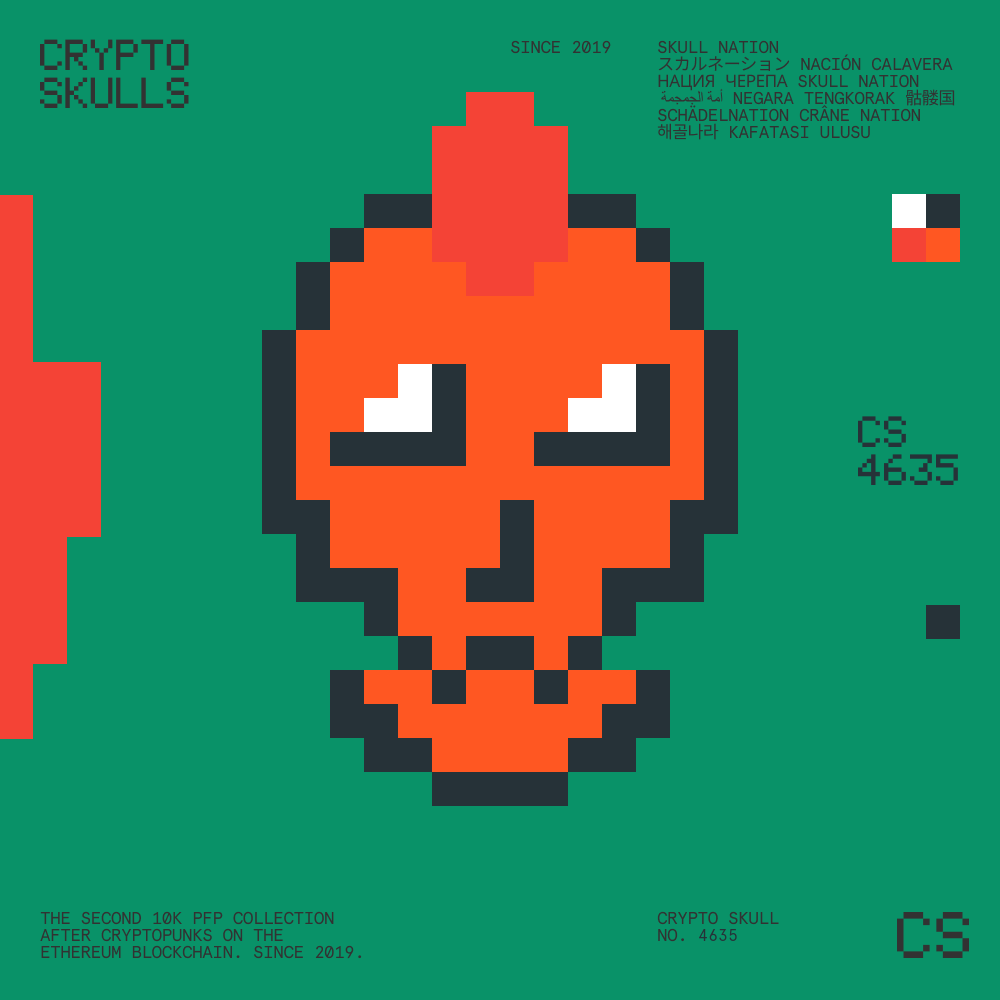 CRYPTO
SKULLS
SINCE 2019
SKULL NATION
スカルネーション NACIÓN CALAVERA
НАЦИЯ ЧЕРЕПА SKULL NATION
أمة الجمجمة NEGARA TENGKORAK 骷髅国
SCHÄDELNATION CRÂNE NATION
해골나라 KAFATASI ULUSU
CS
4635
THE SECOND 10K PFP COLLECTION
AFTER CRYPTOPUNKS ON THE
ETHEREUM BLOCKCHAIN. SINCE 2019.
CRYPTO SKULL
NO. 4635
CS